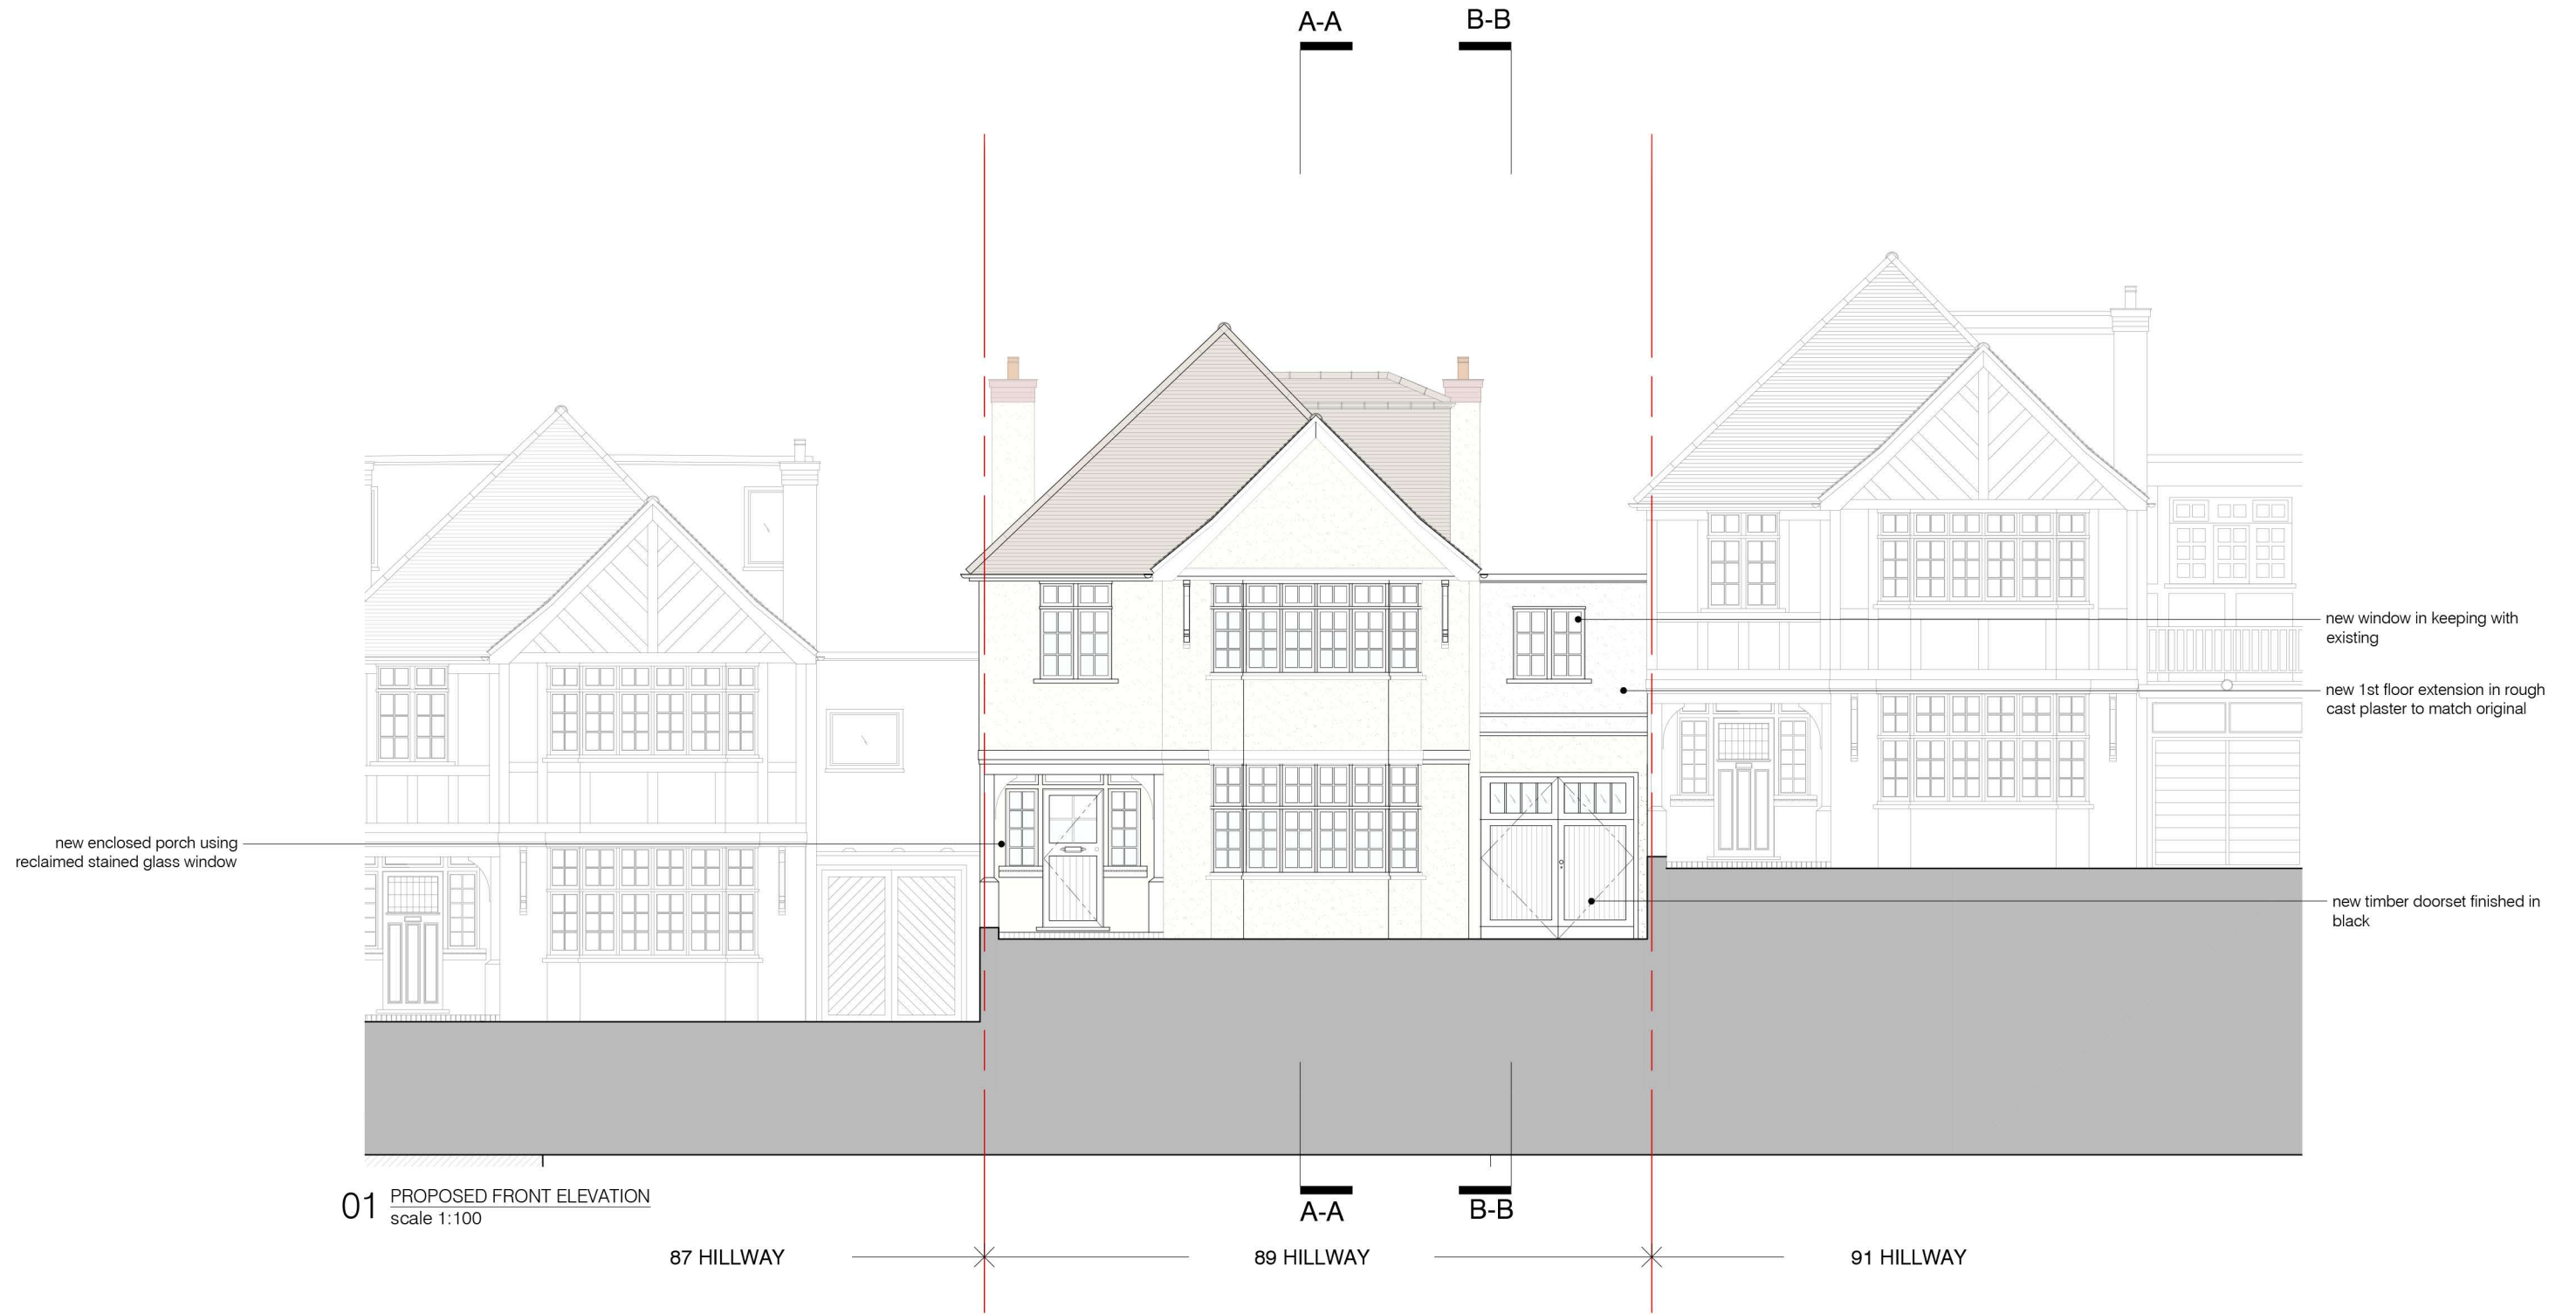 A-A
B-B
new window in keeping with
existing
new 1st floor extension in rough
cast plaster to match original
new enclosed porch using
reclaimed stained glass window
new timber doorset finished in
black
01
PROPOSED FRONT ELEVATION
scale 1:100
A-A
B-B
87 HILLWAY
89 HILLWAY
91 HILLWAY